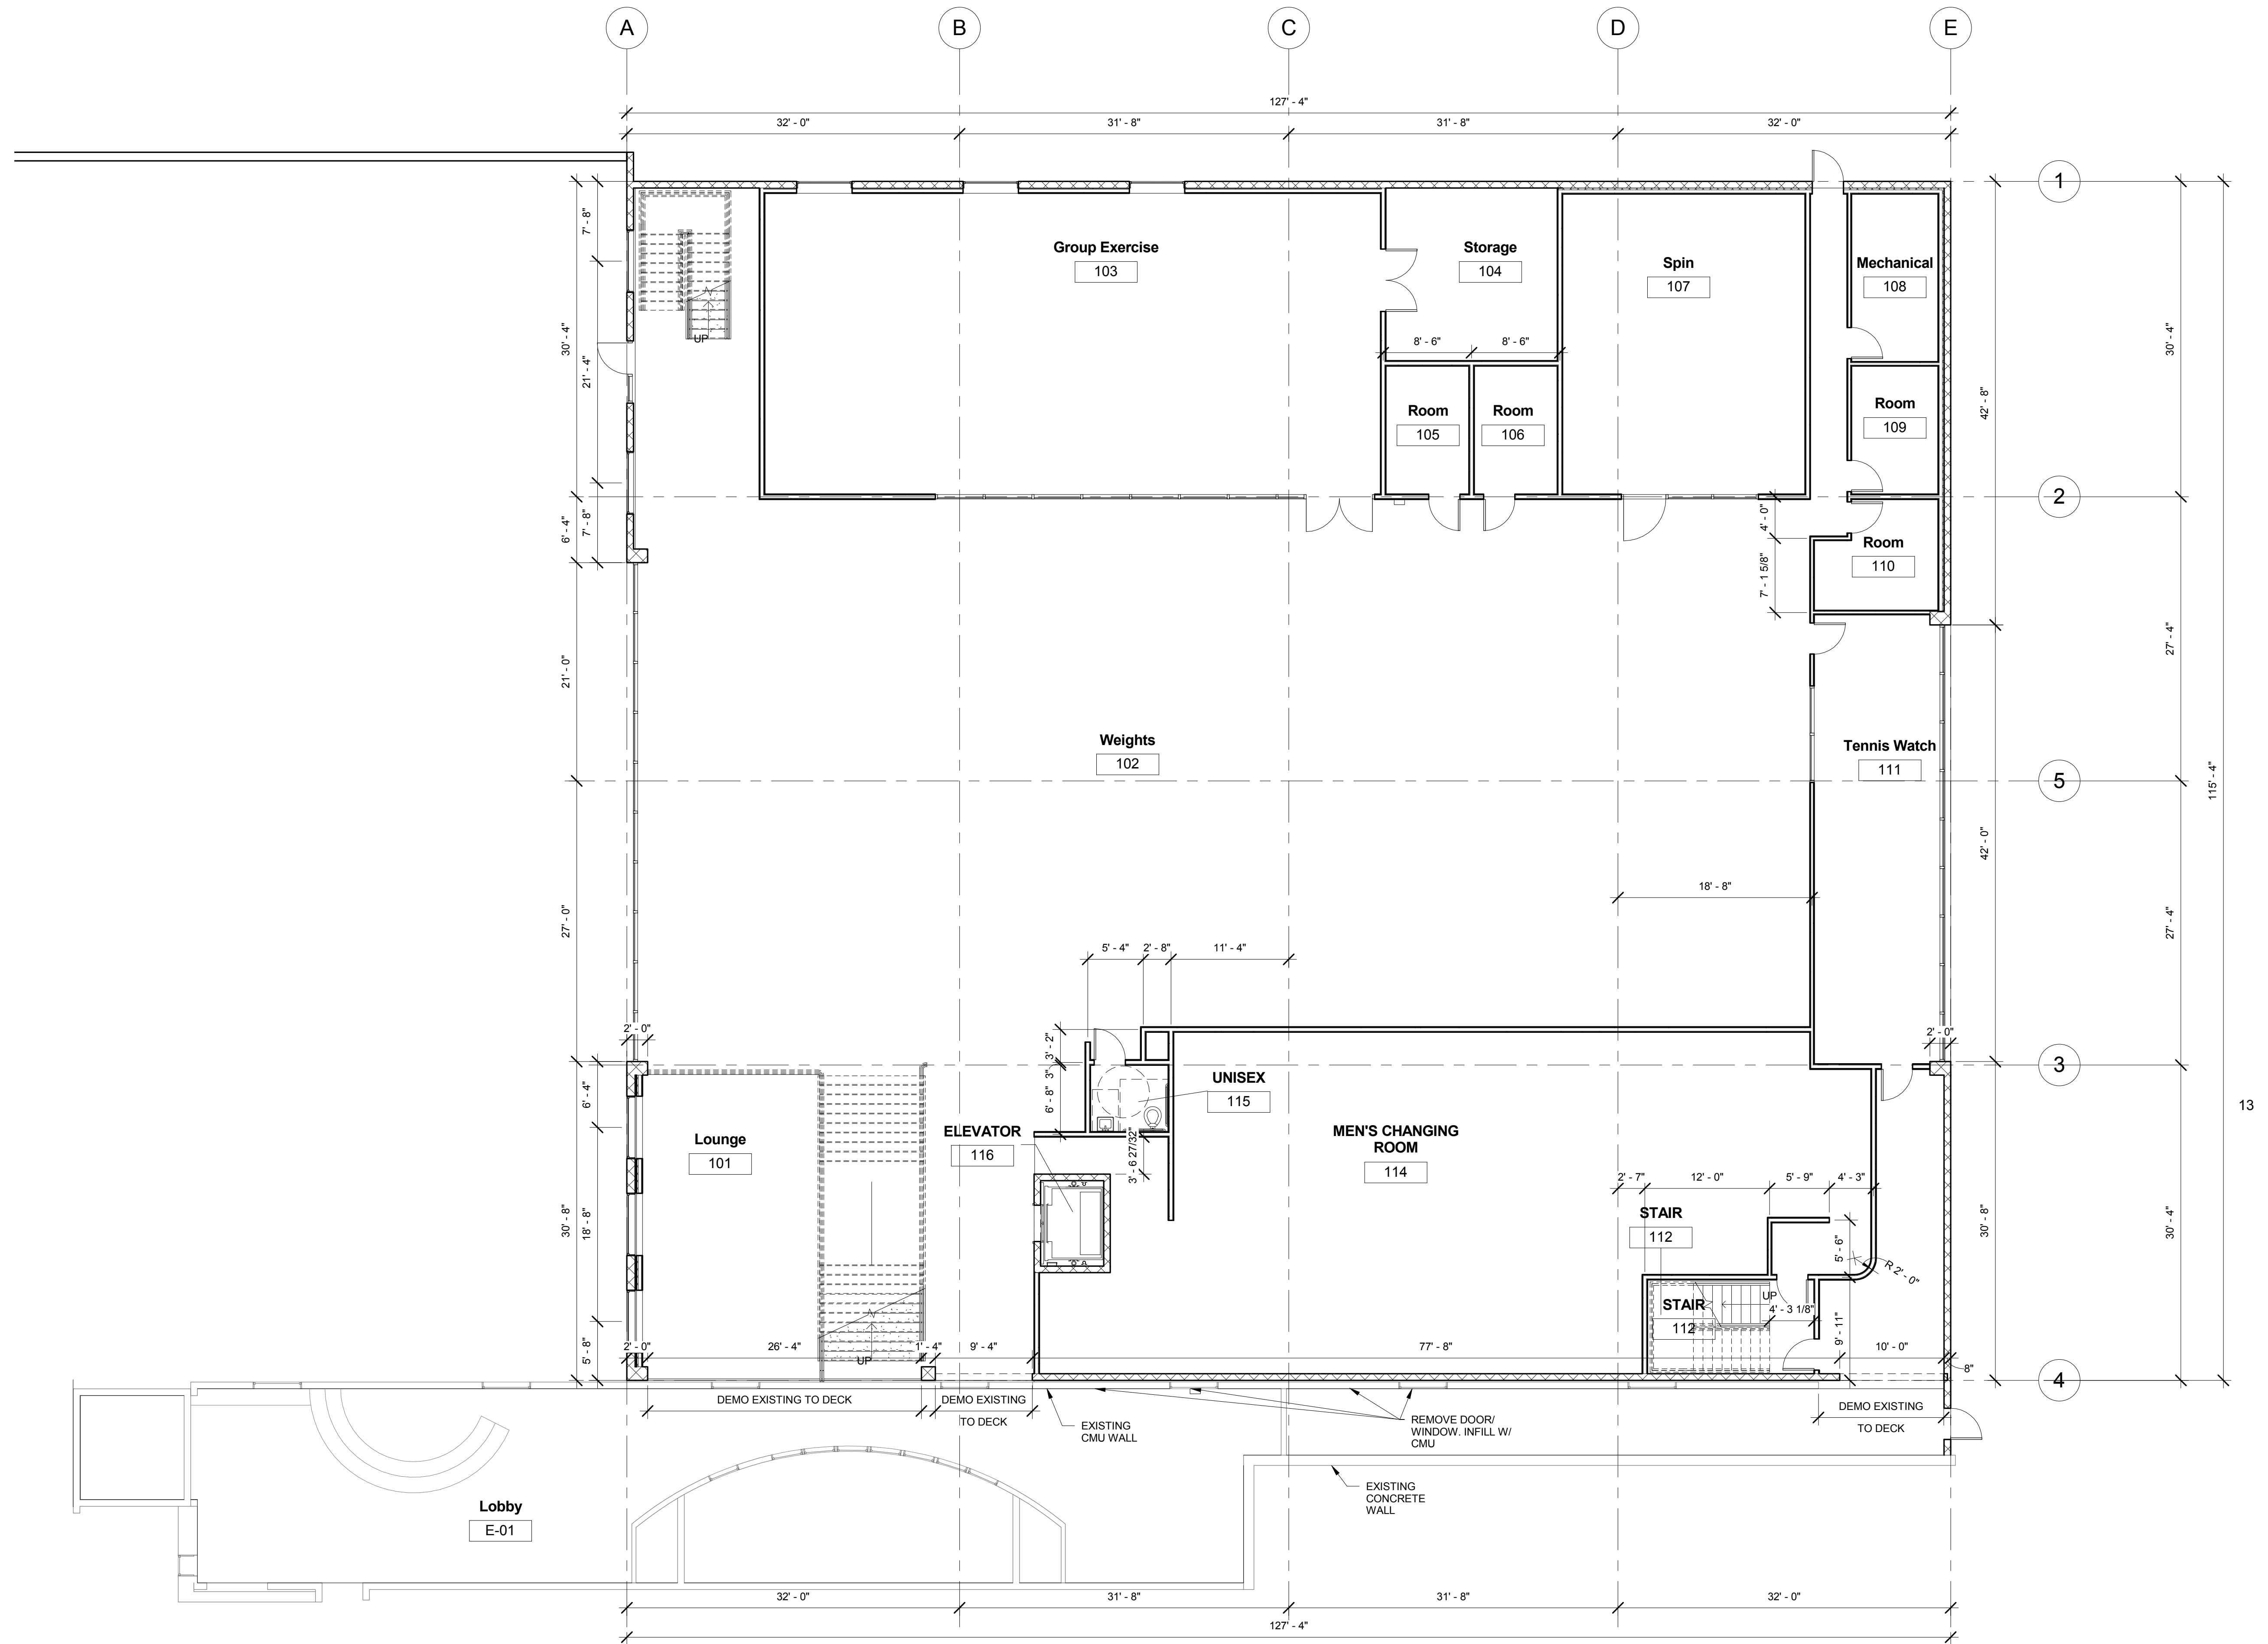 A
B
C
D
E
127' - 4"
32' - 0"
31' - 8"
31' - 8"
32' - 0"
1
7' - 8"
30' - 4"
21' - 4"
6' - 4"
7' - 8"
UP
Group Exercise
103
Storage
104
8' - 6"
8' - 6"
Spin
107
Mechanical
108
Room
105
Room
106
Room
109
42' - 8"
30' - 4"
2
4' - 0"
7' - 1 5/8"
Room
110
21' - 0"
Weights
102
Tennis Watch
111
27' - 4"
5
115' - 4"
42' - 0"
18' - 8"
27' - 0"
27' - 4"
5' - 4"
2' - 8"
11' - 4"
2' - 0"
3' - 2"
2' - 0"
3
3"
6' - 8"
6' - 4"
UNISEX
115
13
Lounge
101
ELEVATOR
116
3' - 6 27/32"
MEN'S CHANGING
ROOM
114
2' - 7"
12' - 0"
5' - 9"
4' - 3"
30' - 8"
18' - 8"
STAIR
112
5' - 6"
R 2' - 0"
30' - 8"
30' - 4"
STAIR
112
UP
4' - 3 1/8"
9' - 11"
5' - 8"
2' - 0"
26' - 4"
UP
1' - 4"
9' - 4"
77' - 8"
10' - 0"
8"
4
DEMO EXISTING TO DECK
DEMO EXISTING
TO DECK
EXISTING
CMU WALL
REMOVE DOOR/
WINDOW. INFILL W/
CMU
DEMO EXISTING
TO DECK
EXISTING
CONCRETE
WALL
Lobby
E-01
32' - 0"
31' - 8"
31' - 8"
32' - 0"
127' - 4"